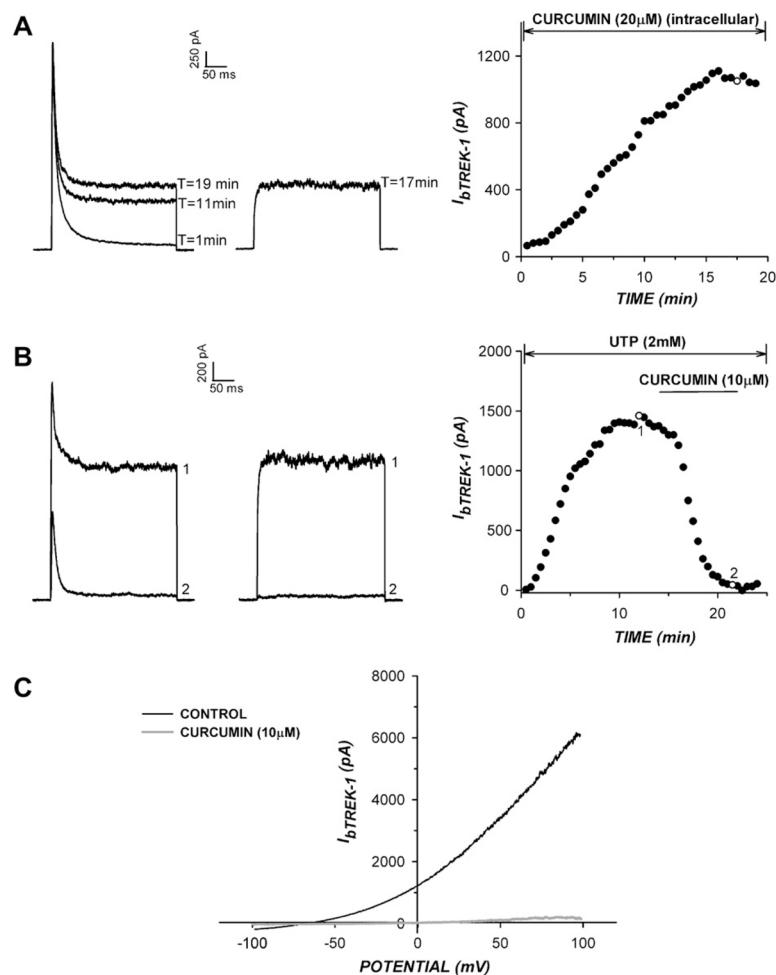 A
250 pA
50 ms
T=19 min
T=11min
T=1min
T=17min
CURCUMIN (20μM) (intracellular)
1200
800
400
0
IbTREK-1 (pA)
0 5 10 15 20
TIME (min)
B
200 pA
50 ms
1
2
1
2
UTP (2mM)
CURCUMIN (10μM)
2000
1500
1000
500
0
IbTREK-1 (pA)
1
2
0 10 20
TIME (min)
C
CONTROL
CURCUMIN (10μM)
8000
6000
4000
2000
0
IbTREK-1 (pA)
-100 -50 0 50 100
POTENTIAL (mV)